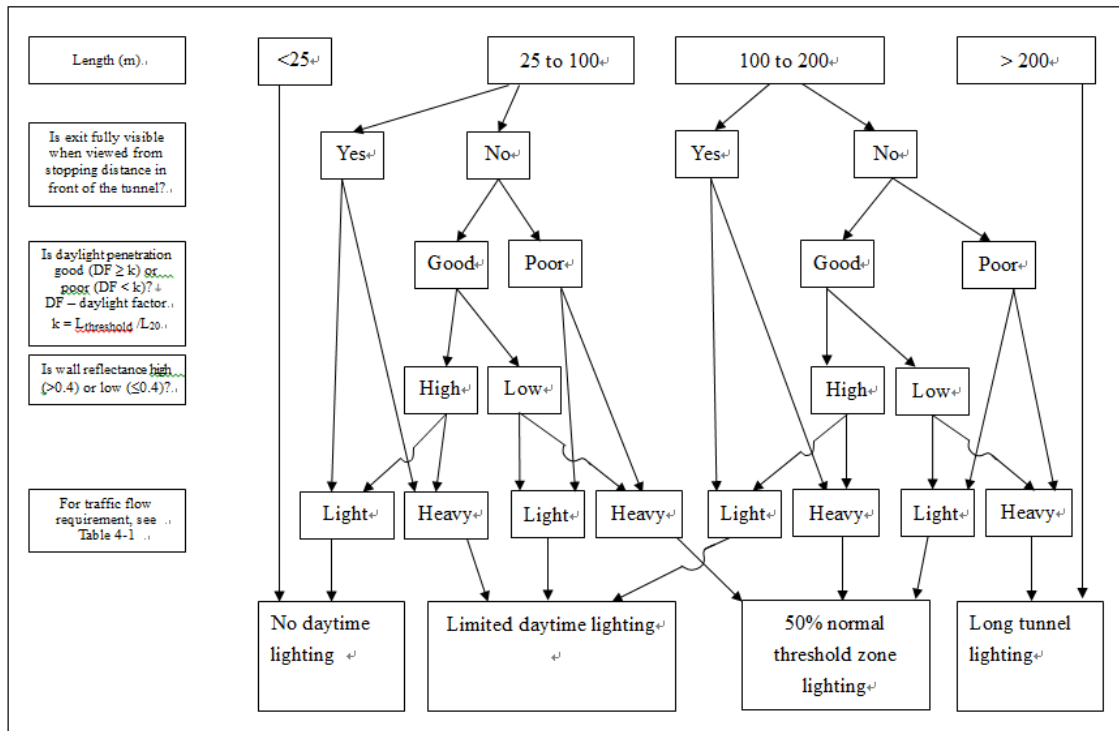 Length (m).
<25
25 to 100
100 to 200
> 200
Is exit fully visible
when viewed from
stopping distance in
front of the tunnel?.
Yes
No
Yes
No
Is daylight penetration
good (DF ≥ k) or
poor (DF < k)?
DF – daylight factor.
k = Lthreshold /L20.
Good
Poor
Good
Poor
Is wall reflectance high
(>0.4) or low (≤0.4)?.
High
Low
High
Low
For traffic flow
requirement, see
Table 4-1
Light
Heavy
Light
Heavy
Light
Heavy
Light
Heavy
No daytime
lighting
Limited daytime lighting
50% normal
threshold zone
lighting
Long tunnel
lighting